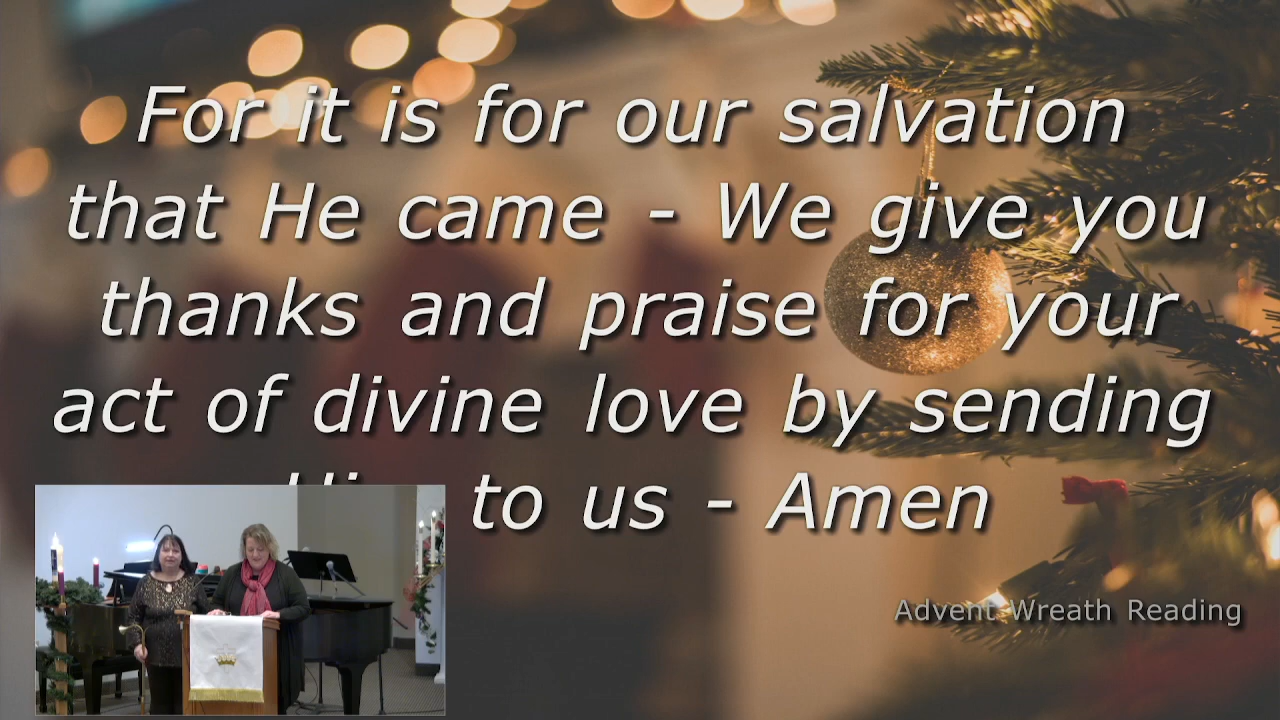 For it is for our salvation
that He came - We give you
thanks and praise for your
act of divine love by sending
to us - Amen
Advent Wreath Reading